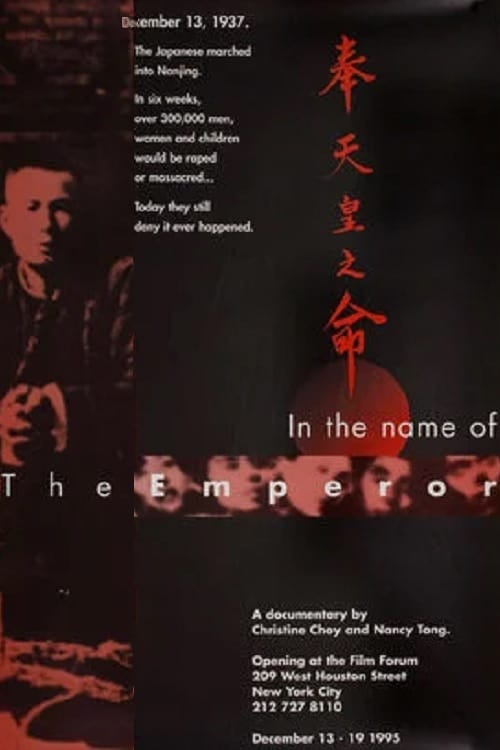 December 13, 1937.
The Japanese marched
into Nanjing.
In six weeks,
over 300,000 men,
women and children
would be raped
or massacred...
Today they still
deny it ever happened.
奉天皇之命
In the name of
The Emperor
A documentary by
Christine Choy and Nancy Tong.
Opening at the Film Forum
209 West Houston Street
New York City
212 727 8110
December 13 - 19 1995